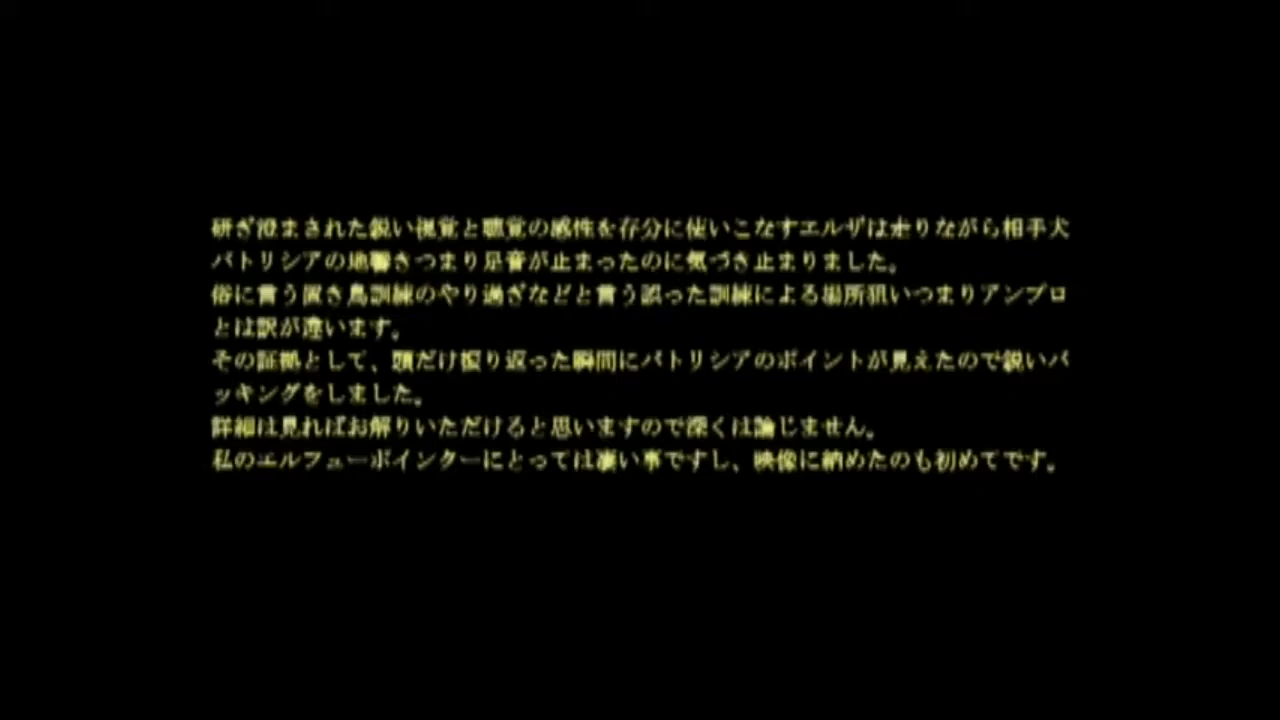 研ぎ澄まされた鋭い視覚と聴覚の感性を存分に使いこなすエルザは走りながら相手犬
パトリシアの地響きつまり足音が止まったのに気づき止まりました。
俗に言う置き鳥訓練のやり過ぎなどと言う誤った訓練による場所狙いつまりアンプロ
とは訳が違います。
その証拠として、頭だけ振り返った瞬間にパトリシアのポイントが見えたので鋭いバ
ッキングをしました。
詳細は見ればお解りいただけると思いますので深くは論じません。
私のエルフューポインターにとっては凄い事ですし、映像に納めたのも初めてです。